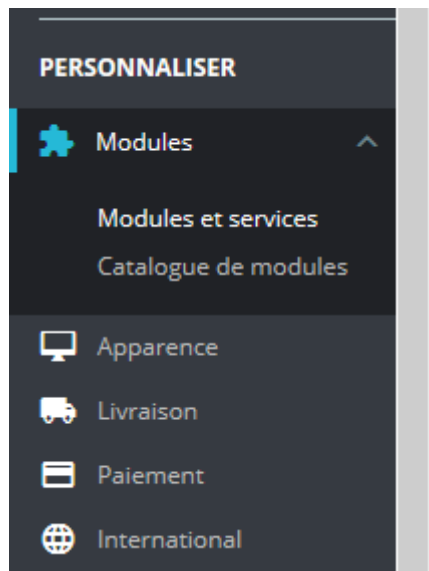 PERSONNALISER
Modules
Modules et services
Catalogue de modules
Apparence
Livraison
Paiement
International